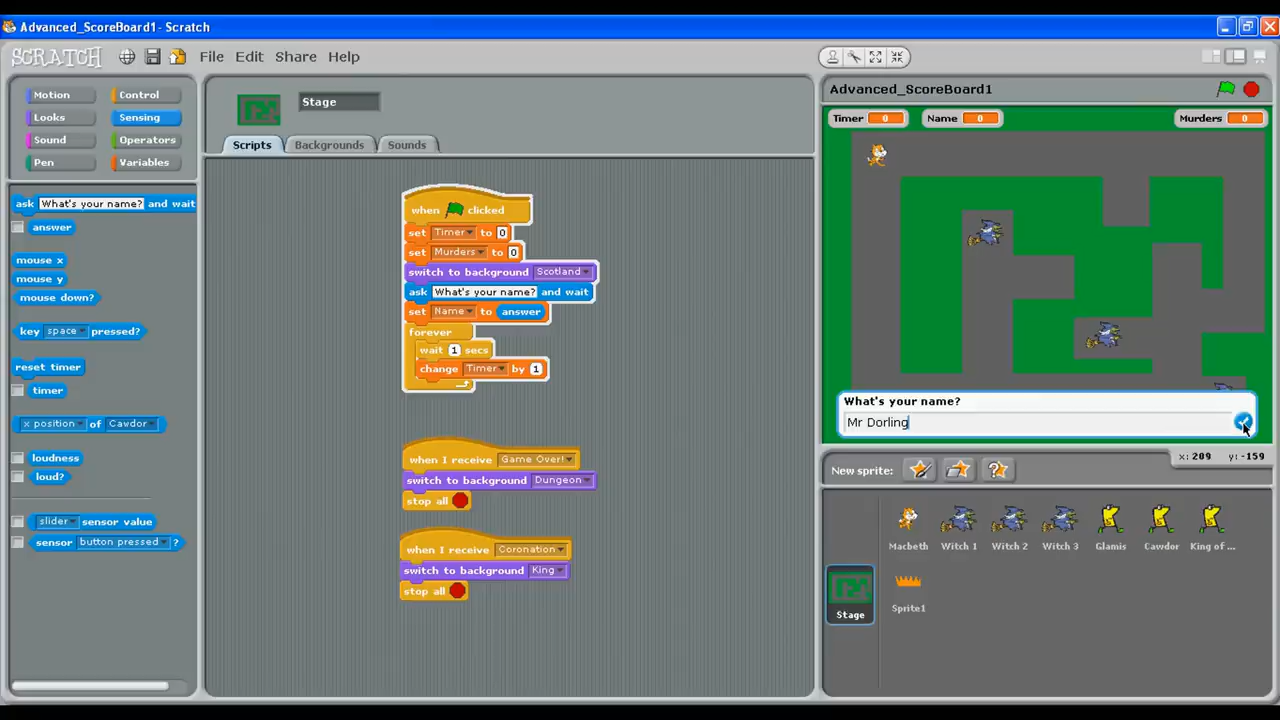 Advanced_ScoreBoard1 - Scratch
SCRATCH File Edit Share Help
Motion Control
Looks Sensing
Sound Operators
Pen Variables
ask What's your name? and wait
answer
mouse x
mouse y
mouse down?
key space pressed?
reset timer
timer
x position of Cawdor
loudness
loud?
slider sensor value
sensor button pressed ?
Stage
Scripts Backgrounds Sounds
when clicked
set Timer to 0
set Murders to 0
switch to background Scotland
ask What's your name? and wait
set Name to answer
forever
wait 1 secs
change Timer by 1
when I receive Game Over!
switch to background Dungeon
stop all
when I receive Coronation
switch to background King
stop all
Advanced_ScoreBoard1
Timer 0 Name 0 Murders 0
What's your name?
Mr Dorling
x: 209 y: -159
New sprite:
Macbeth Witch 1 Witch 2 Witch 3 Glamis Cawdor King of ...
Stage Sprite1